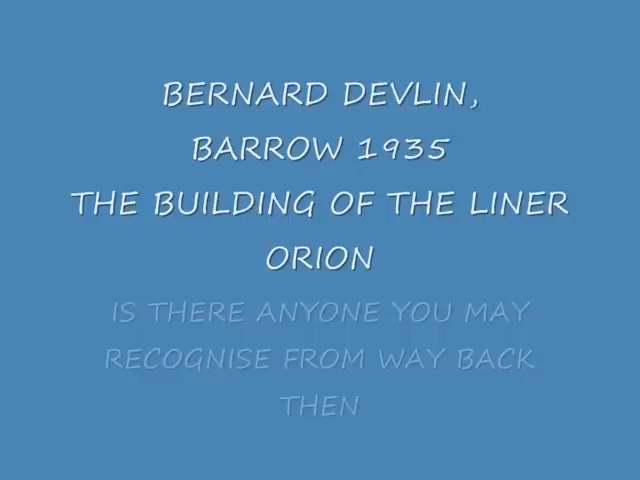 BERNARD DEVLIN,
BARROW 1935
THE BUILDING OF THE LINER
ORION
IS THERE ANYONE YOU MAY
RECOGNISE FROM WAY BACK
THEN